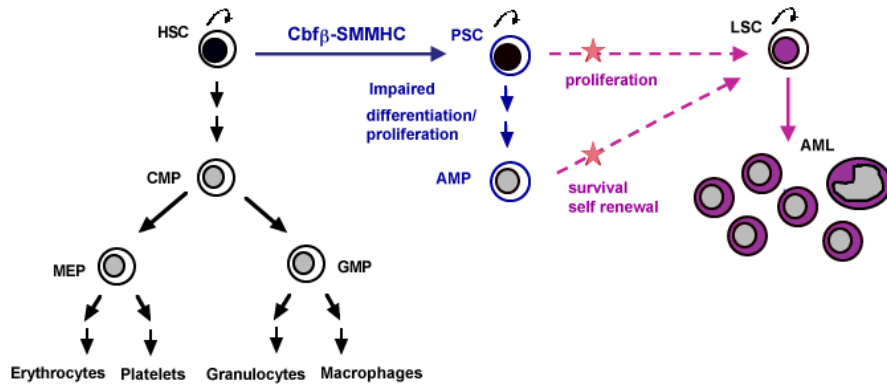 HSC
Cbfβ-SMMHC
PSC
LSC
Impaired
differentiation/
proliferation
proliferation
CMP
AMP
survival
self renewal
AML
MEP
GMP
Erythrocytes
Platelets
Granulocytes
Macrophages